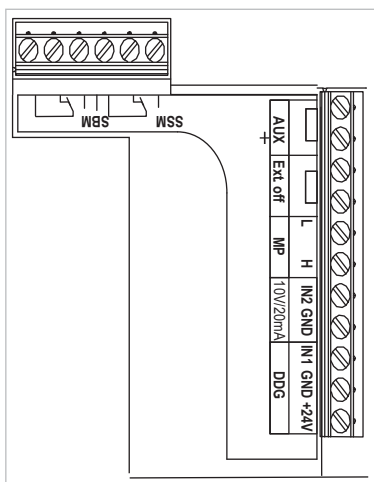 SBM SSM
AUX
+
Ext off
L
MP
H
10V/20mA
IN2 GND
DDG
IN1 GND +24V